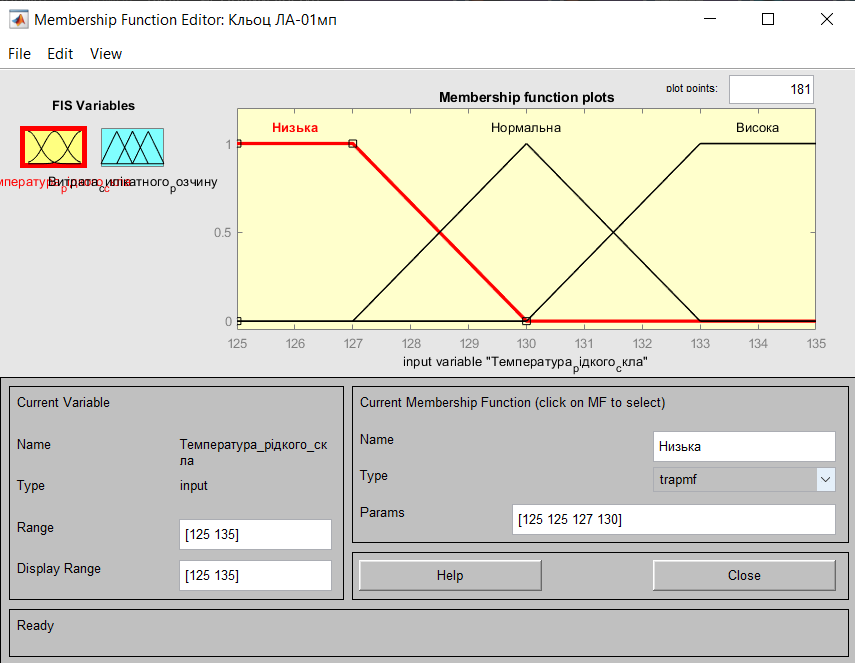 Membership Function Editor: Кльоц ЛА-01мп
File Edit View
FIS Variables
Membership function plots
plot points:
181
Низька
Нормальна
Висока
1
0.5
0
125 126 127 128 129 130 131 132 133 134 135
input variable "Температура_рідкого_скла"
Current Variable
Name
Температура_рідкого_ск
ла
Type
input
Range
[125 135]
Display Range
[125 135]
Current Membership Function (click on MF to select)
Name
Низька
Type
trapmf
Params
[125 125 127 130]
Help
Close
Ready